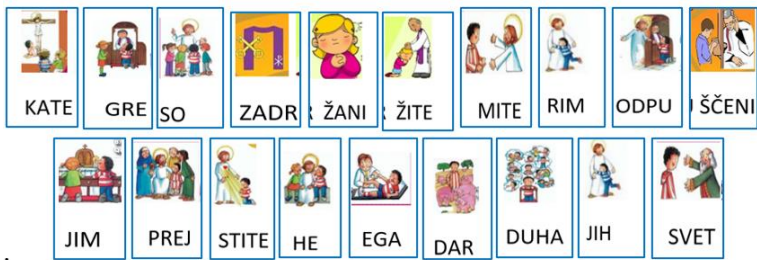 KATE GRE SO ZADR ŽANI ŽITE MITE RIM ODPU ŠČENI
JIM PREJ STITE HE EGA DAR DUHA JIH SVET